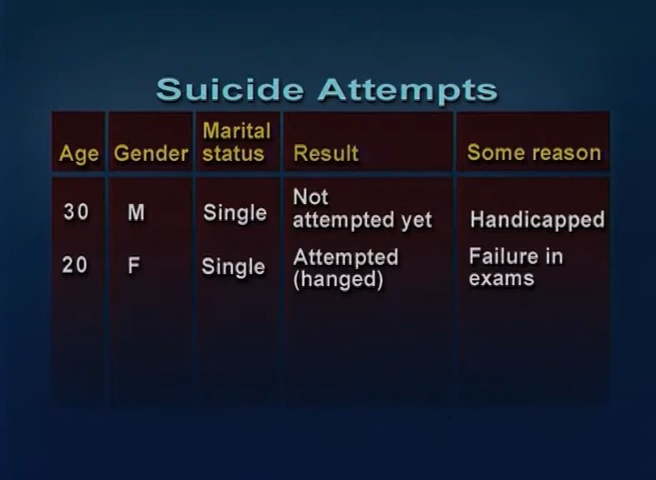 Suicide Attempts
Age Gender Marital status Result Some reason
30 M Single Not attempted yet Handicapped
20 F Single Attempted (hanged) Failure in exams